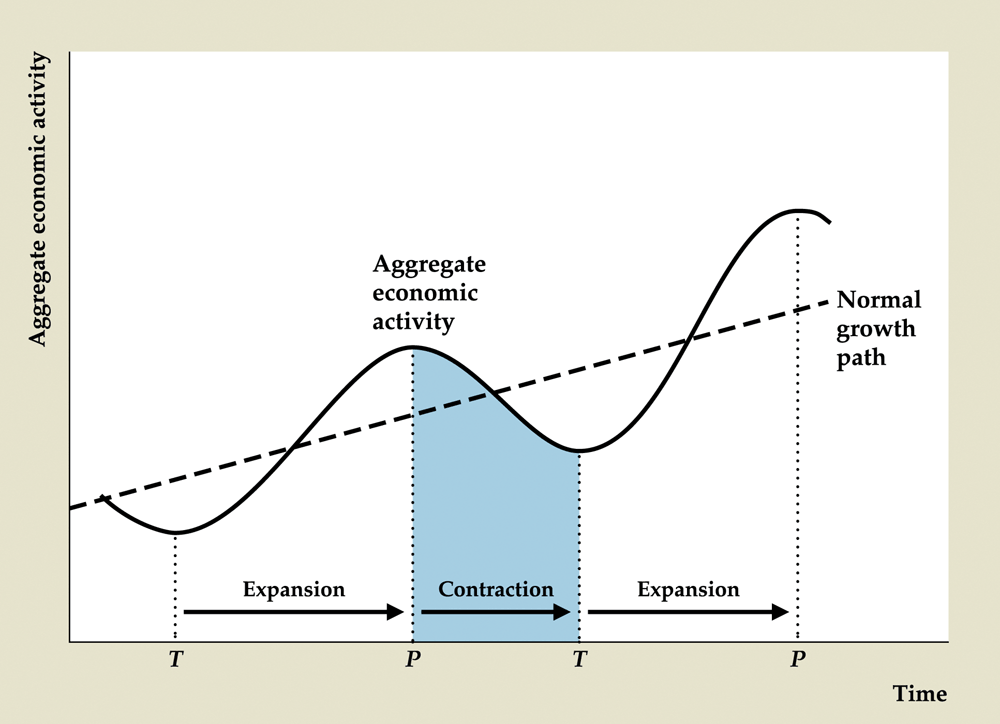 Aggregate economic activity
Aggregate
economic
activity
Normal
growth
path
Expansion
Contraction
Expansion
T
P
T
P
Time